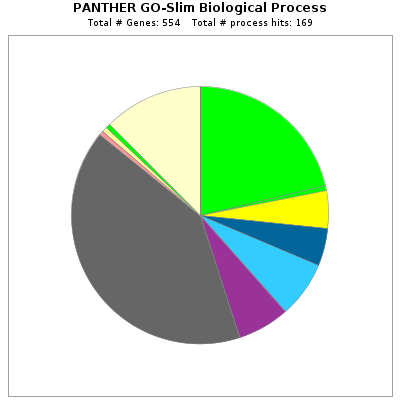 PANTHER GO-Slim Biological Process
Total # Genes: 554 Total # process hits: 169